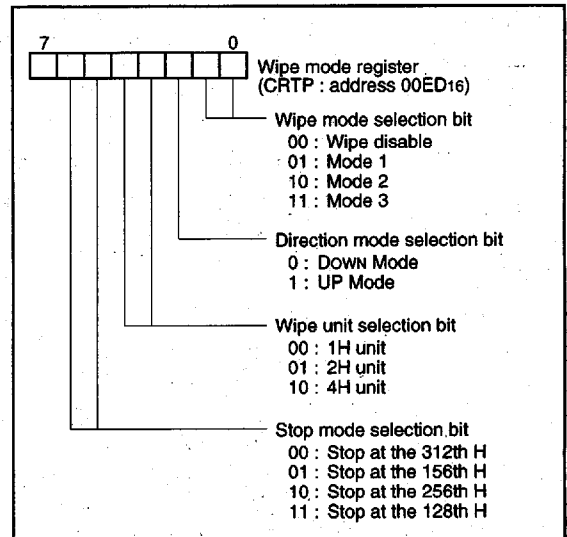 7 0
Wipe mode register
(CRTP : address 00ED16)
Wipe mode selection bit
00 : Wipe disable
01 : Mode 1
10 : Mode 2
11 : Mode 3
Direction mode selection bit
0 : DOWN Mode
1 : UP Mode
Wipe unit selection bit
00 : 1H unit
01 : 2H unit
10 : 4H unit
Stop mode selection bit
00 : Stop at the 312th H
01 : Stop at the 156th H
10 : Stop at the 256th H
11 : Stop at the 128th H